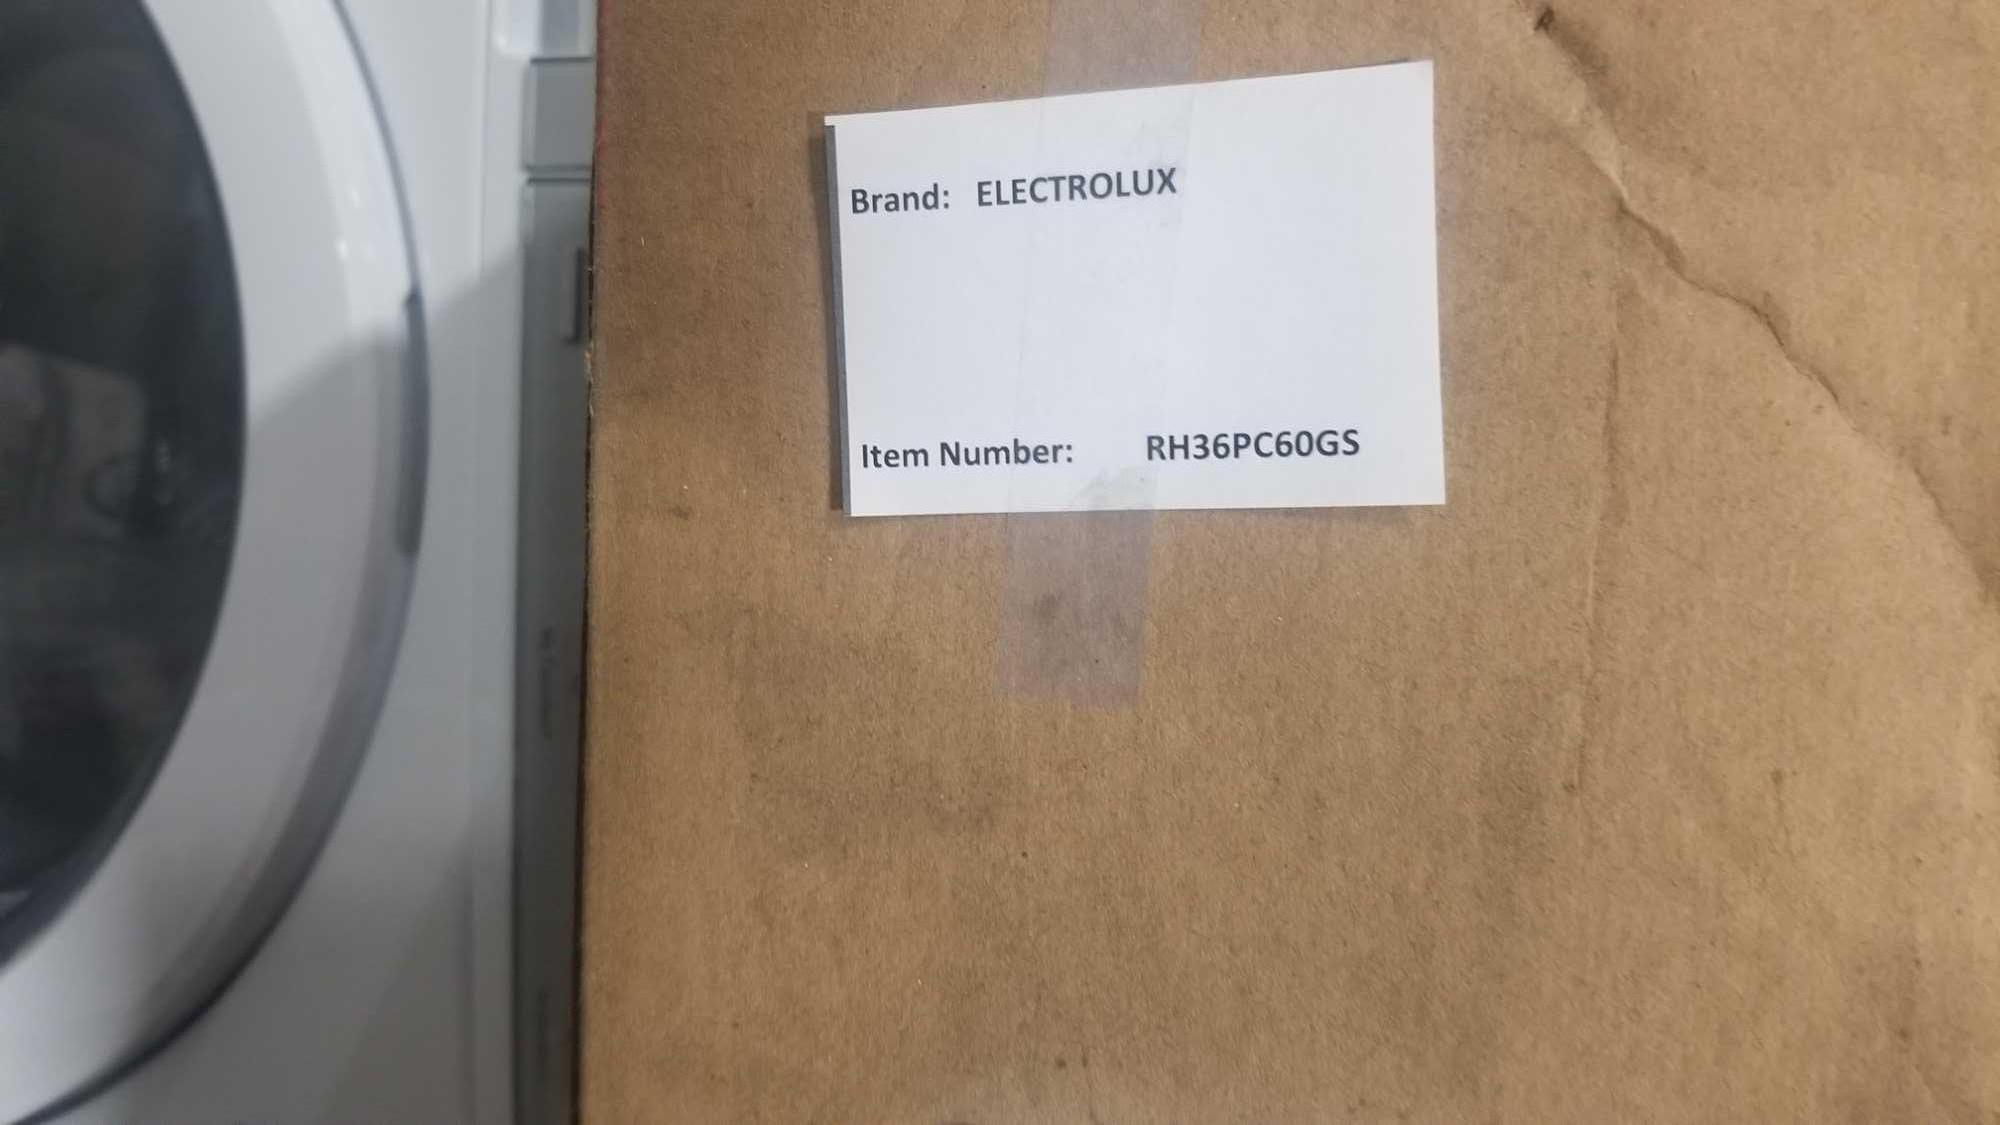 Brand: ELECTROLUX
Item Number: RH36PC60GS